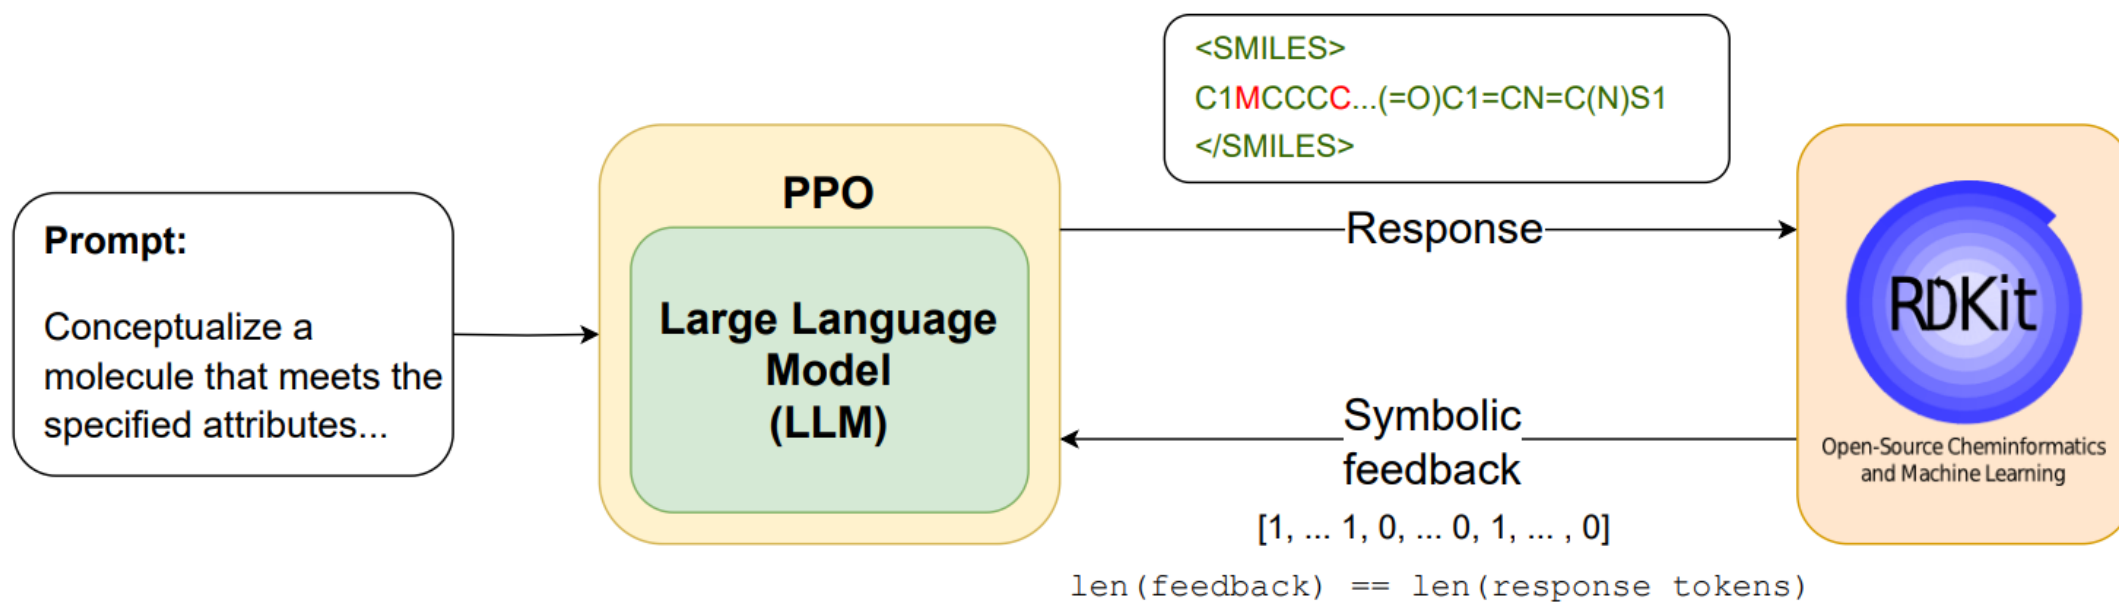 Prompt:
Conceptualize a
molecule that meets the
specified attributes...
PPO
Large Language
Model
(LLM)
<SMILES>
C1MCCCC...(=O)C1=CN=C(N)S1
</SMILES>
Response
Symbolic
feedback
[1, ... 1, 0, ... 0, 1, ... , 0]
len(feedback) == len(response tokens)
RDKit
Open-Source Cheminformatics
and Machine Learning